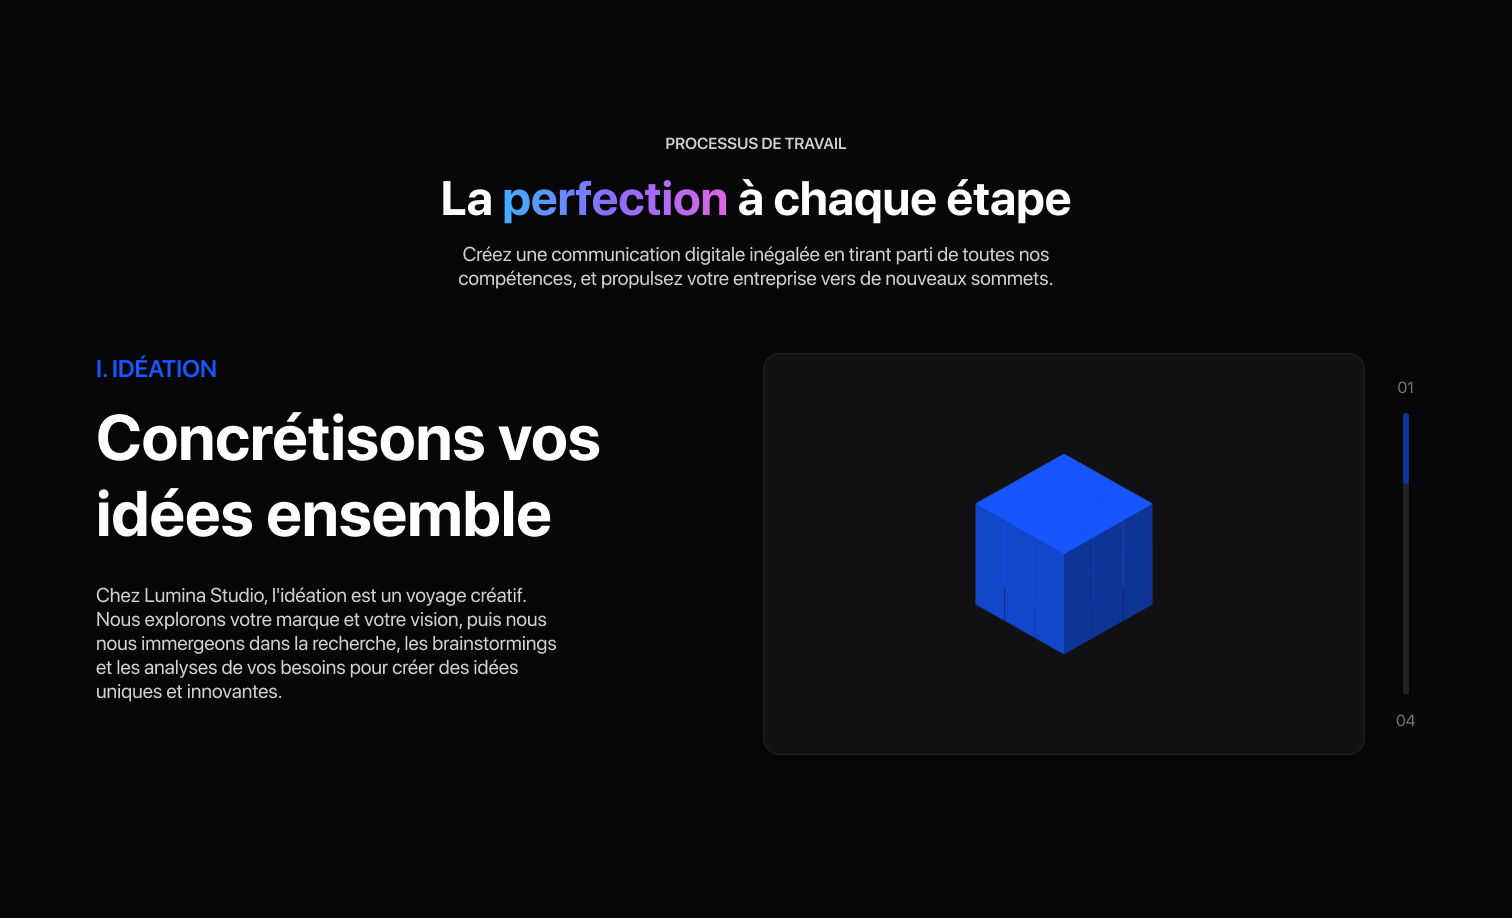 PROCESSUS DE TRAVAIL
La perfection à chaque étape
Créez une communication digitale inégalée en tirant parti de toutes nos
compétences, et propulsez votre entreprise vers de nouveaux sommets.
I. IDÉATION
Concrétisons vos
idées ensemble
Chez Lumina Studio, l'idéation est un voyage créatif.
Nous explorons votre marque et votre vision, puis nous
nous immergeons dans la recherche, les brainstormings
et les analyses de vos besoins pour créer des idées
uniques et innovantes.
01
04